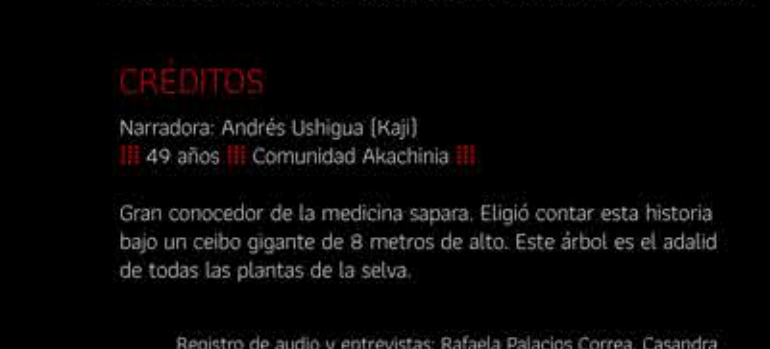 CRÉDITOS
Narradora: Andrés Ushigua (Kaji)
49 años Comunidad Akachinia
Gran conocedor de la medicina sapara. Eligió contar esta historia
bajo un ceibo gigante de 8 metros de alto. Este árbol es el adalid
de todas las plantas de la selva.
Registro de audio y entrevistas: Rafaela Palacios Correa, Casandra